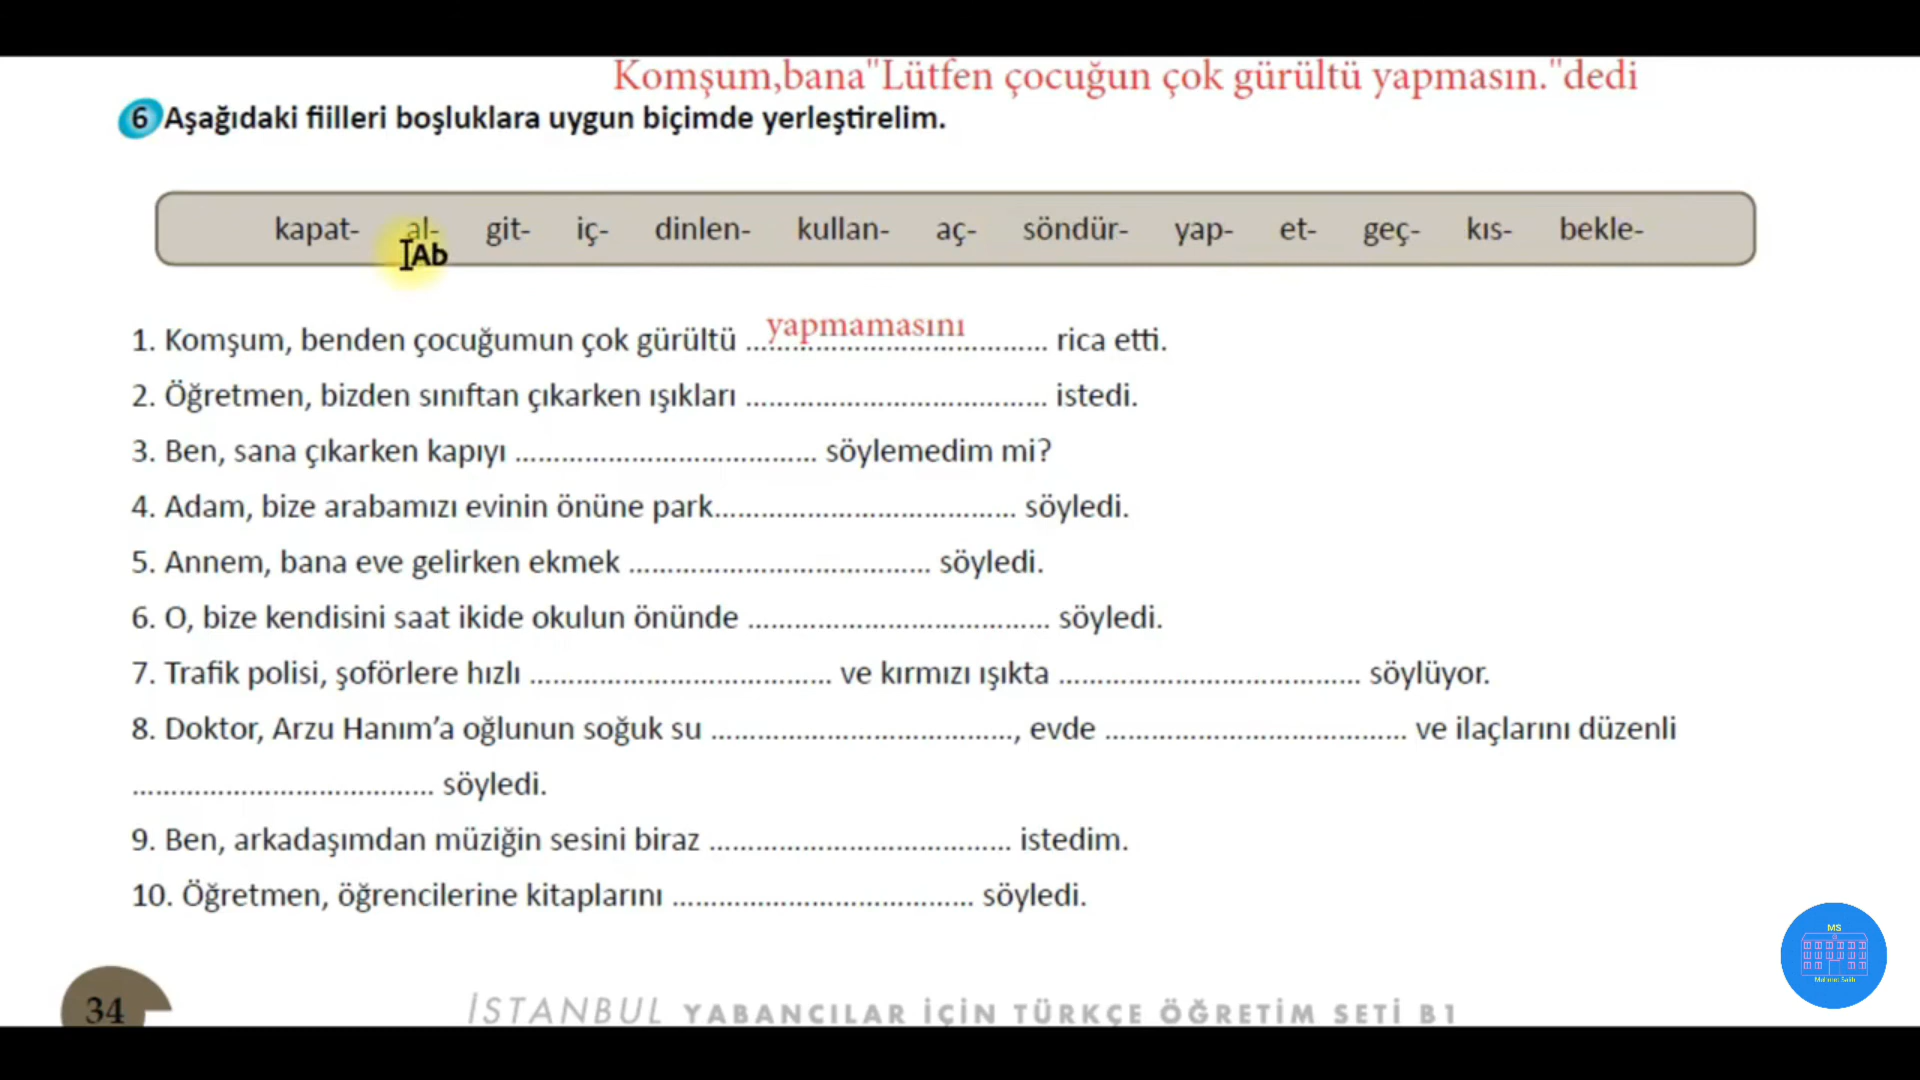 Komşum,bana"Lütfen çocuğun çok gürültü yapmasın."dedi
6 Aşağıdaki fiilleri boşluklara uygun biçimde yerleştirelim.
kapat- al- git- iç- dinlen- kullan- aç- söndür- yap- et- geç- kıs- bekle-
Ab
1. Komşum, benden çocuğumun çok gürültü ...yapmamasını... rica etti.
2. Öğretmen, bizden sınıftan çıkarken ışıkları ....................................... istedi.
3. Ben, sana çıkarken kapıyı ....................................... söylemedim mi?
4. Adam, bize arabamızı evinin önüne park....................................... söyledi.
5. Annem, bana eve gelirken ekmek ....................................... söyledi.
6. O, bize kendisini saat ikide okulun önünde ....................................... söyledi.
7. Trafik polisi, şoförlere hızlı ....................................... ve kırmızı ışıkta ....................................... söylüyor.
8. Doktor, Arzu Hanım’a oğlunun soğuk su ......................................., evde ....................................... ve ilaçlarını düzenli
....................................... söyledi.
9. Ben, arkadaşımdan müziğin sesini biraz ....................................... istedim.
10. Öğretmen, öğrencilerine kitaplarını ....................................... söyledi.
MS
34 İSTANBUL YABANCILAR İÇİN TÜRKÇE ÖĞRETİM SETİ B1